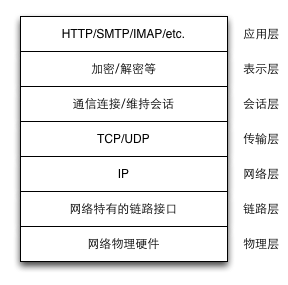 HTTP/SMTP/IMAP/etc. 应用层
加密/解密等 表示层
通信连接/维持会话 会话层
TCP/UDP 传输层
IP 网络层
网络特有的链路接口 链路层
网络物理硬件 物理层